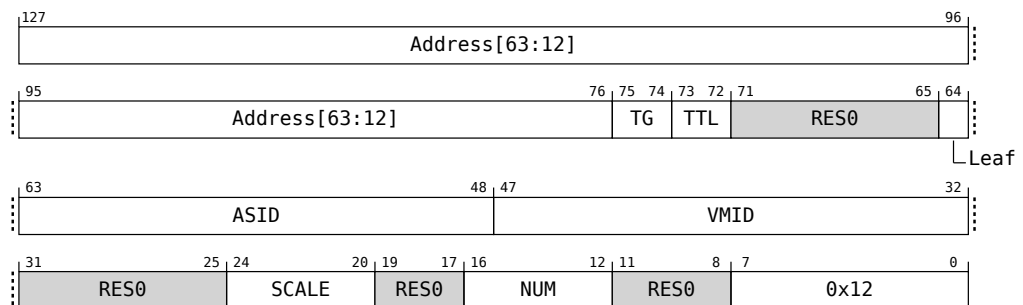 127 96
Address[63:12]
95 76 75 74 73 72 71 65 64
Address[63:12] TG TTL RES0
Leaf
63 48 47 32
ASID VMID
31 25 24 20 19 17 16 12 11 8 7 0
RES0 SCALE RES0 NUM RES0 0x12